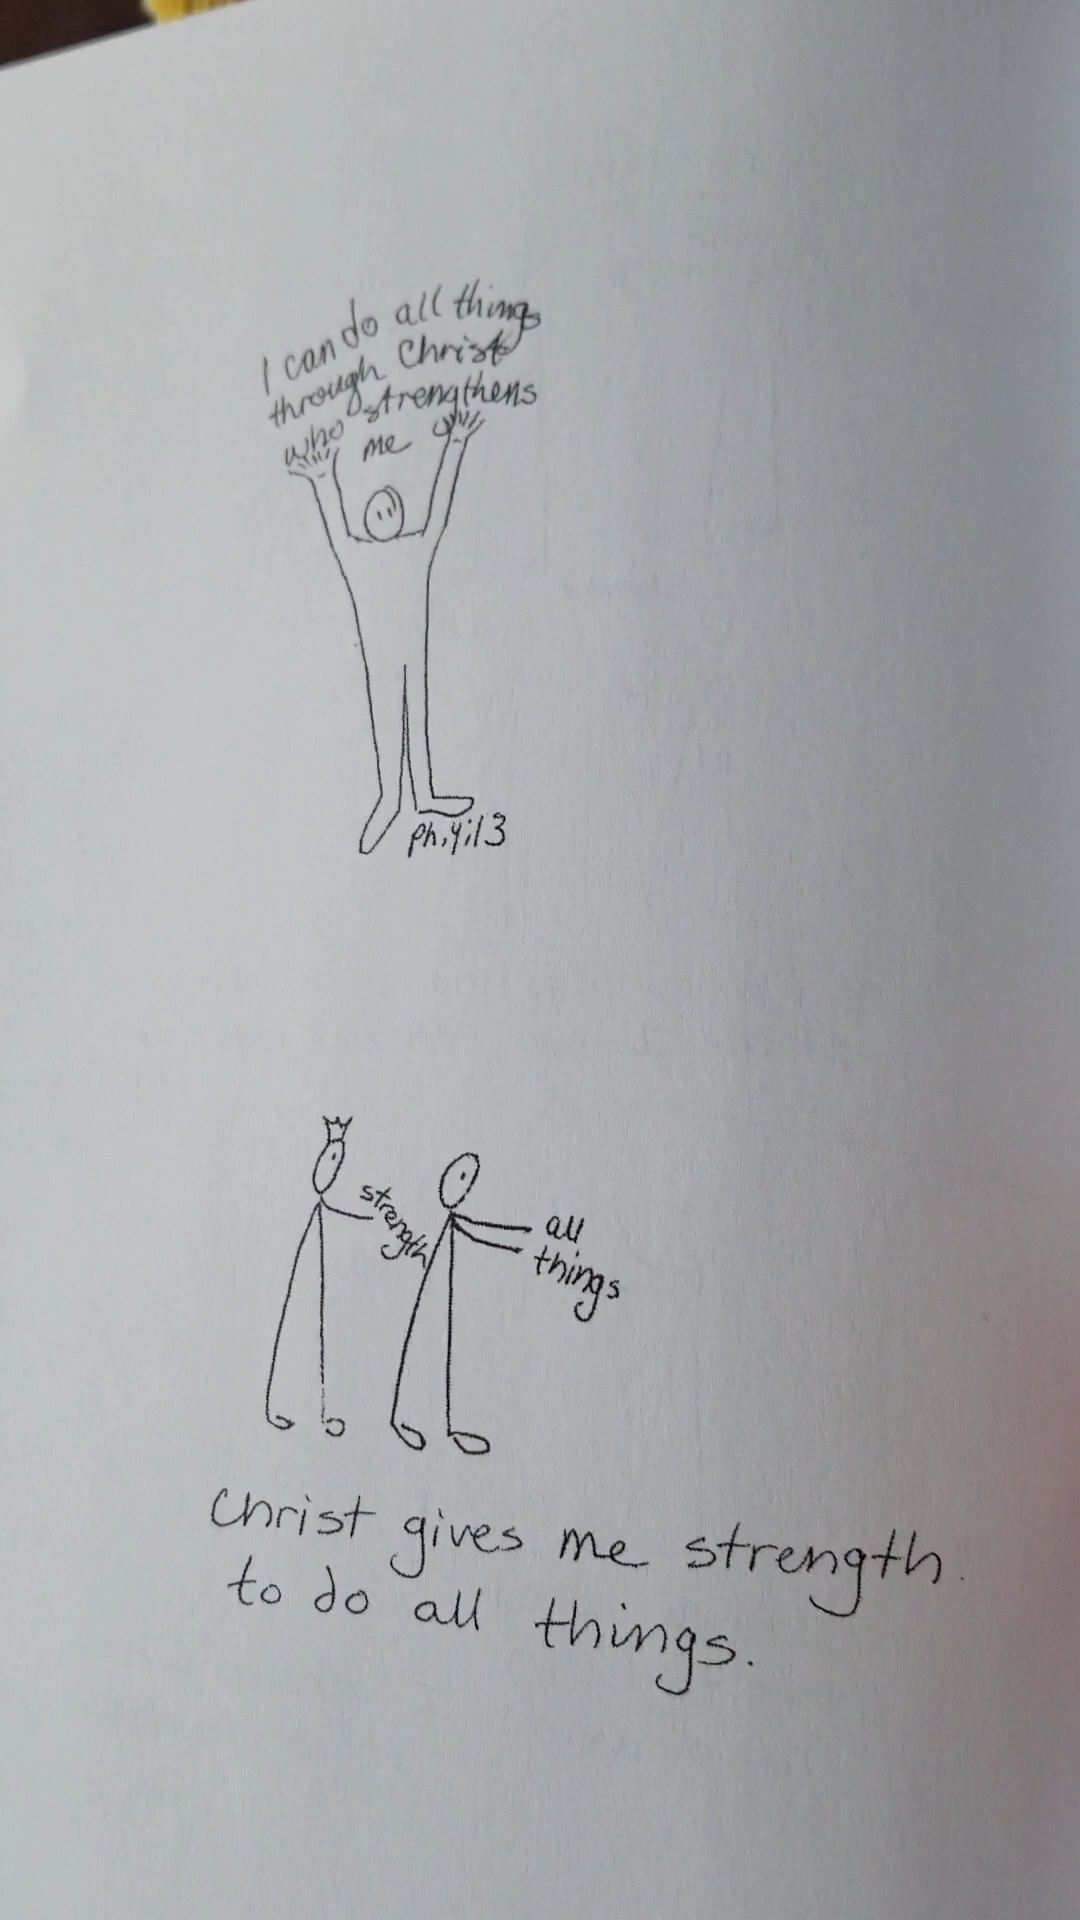 I can do all things
through Christ
who strengthens
me
ph.4:13
strength
all
things
Christ gives me strength.
to do all things.